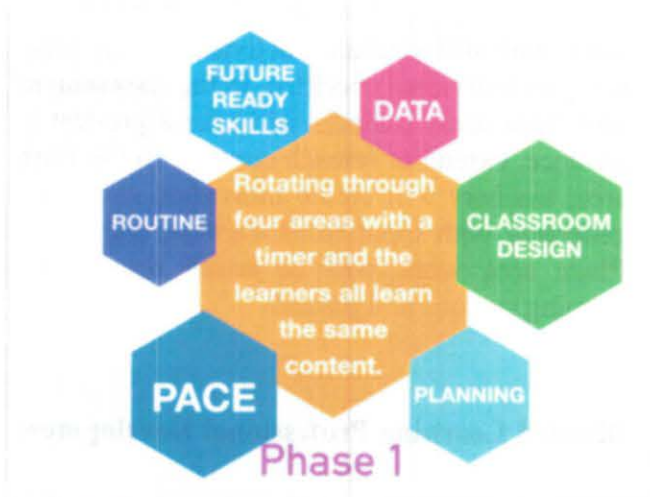 FUTURE
READY
SKILLS
DATA
ROUTINE
Rotating through
four areas with a
timer and the
learners all learn
the same
content.
CLASSROOM
DESIGN
PACE
PLANNING
Phase 1